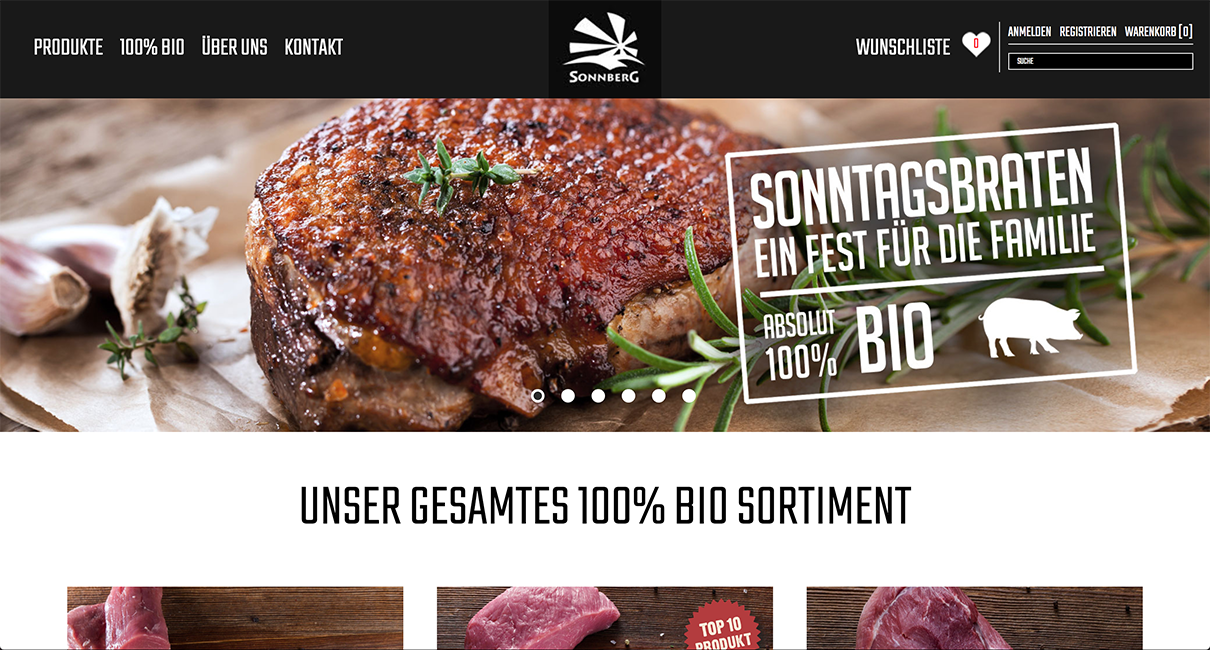 PRODUKTE 100% BIO ÜBER UNS KONTAKT
SONNBERG
WUNSCHLISTE 0
ANMELDEN REGISTRIEREN WARENKORB [0]
SUCHE
SONNTAGSBRATEN
EIN FEST FÜR DIE FAMILIE
ABSOLUT
100%
BIO
UNSER GESAMTES 100% BIO SORTIMENT
TOP 10
PRODUKT